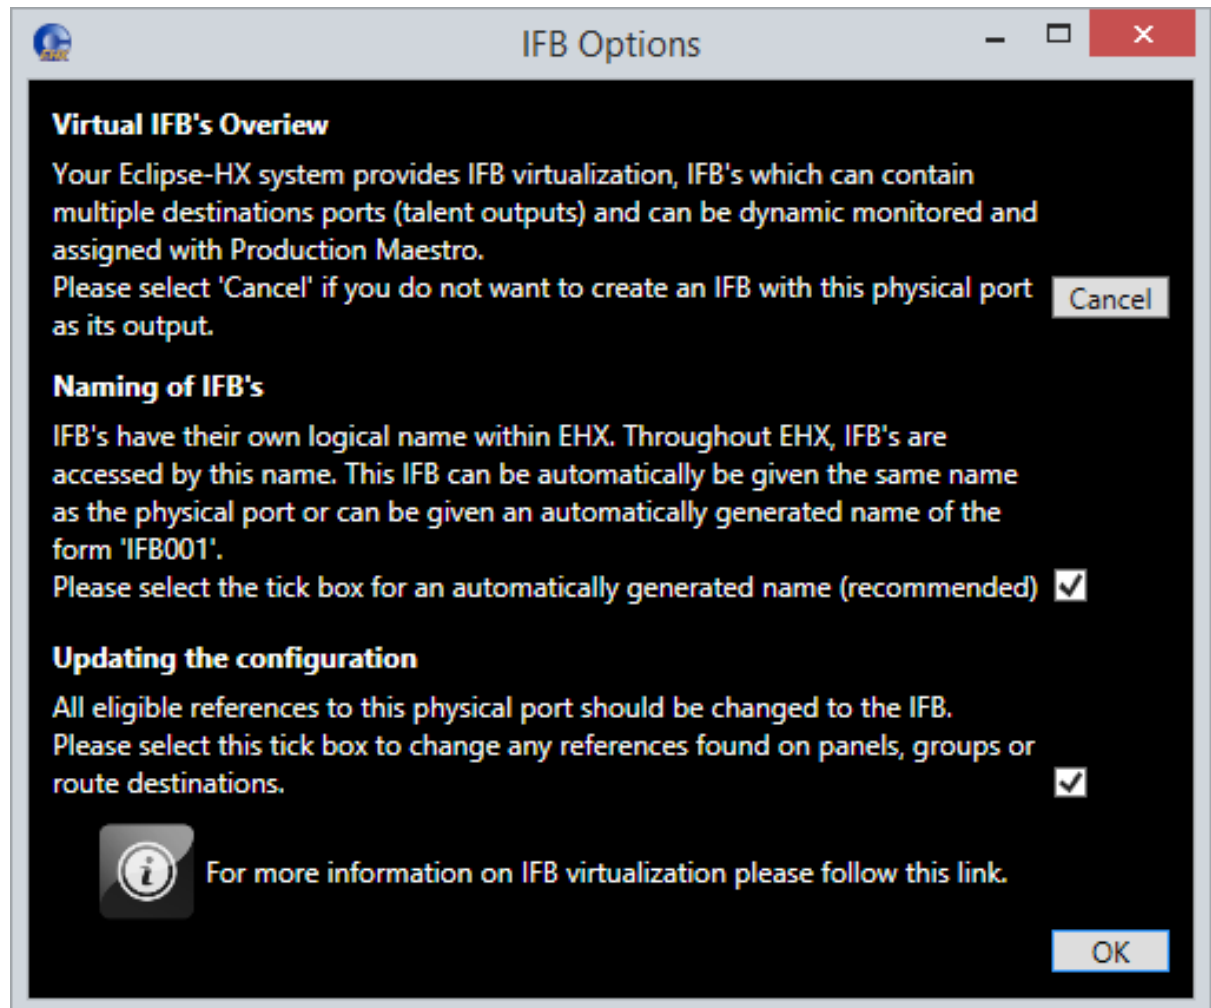 IFB Options
Virtual IFB's Overiew
Your Eclipse-HX system provides IFB virtualization, IFB's which can contain
multiple destinations ports (talent outputs) and can be dynamic monitored and
assigned with Production Maestro.
Please select 'Cancel' if you do not want to create an IFB with this physical port
as its output.
Cancel
Naming of IFB's
IFB's have their own logical name within EHX. Throughout EHX, IFB's are
accessed by this name. This IFB can be automatically be given the same name
as the physical port or can be given an automatically generated name of the
form 'IFB001'.
Please select the tick box for an automatically generated name (recommended)
Updating the configuration
All eligible references to this physical port should be changed to the IFB.
Please select this tick box to change any references found on panels, groups or
route destinations.
For more information on IFB virtualization please follow this link.
OK